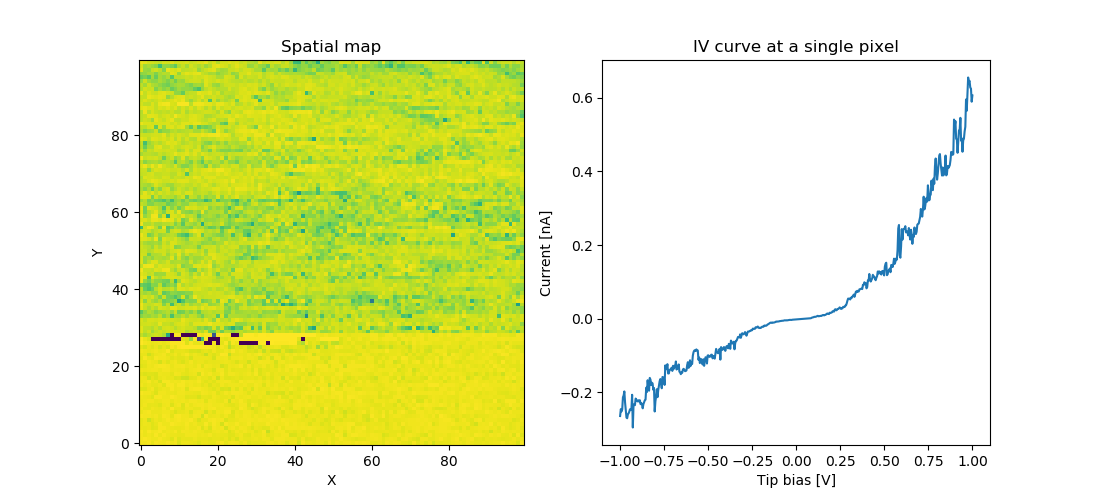 Spatial map
80
60
40
20
0
0 20 40 60 80
X
Y
IV curve at a single pixel
0.6
0.4
0.2
0.0
−0.2
−1.00 −0.75 −0.50 −0.25 0.00 0.25 0.50 0.75 1.00
Tip bias [V]
Current [nA]